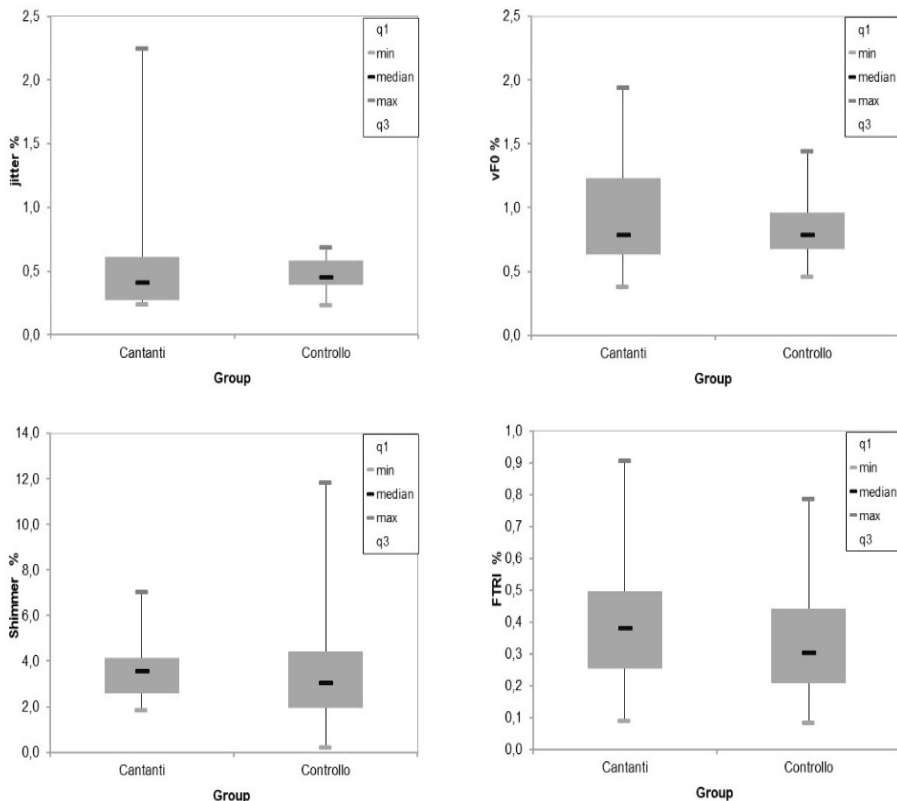 2,5
2,0
1,5
1,0
0,5
0,0
jitter %
q1
min
median
max
q3
Cantanti
Controllo
Group
2,5
2,0
1,5
1,0
0,5
0,0
vF0 %
q1
min
median
max
q3
Cantanti
Controllo
Group
14,0
12,0
10,0
8,0
6,0
4,0
2,0
0,0
Shimmer %
q1
min
median
max
q3
Cantanti
Controllo
Group
1,0
0,9
0,8
0,7
0,6
0,5
0,4
0,3
0,2
0,1
0,0
FTRI %
q1
min
median
max
q3
Cantanti
Controllo
Group